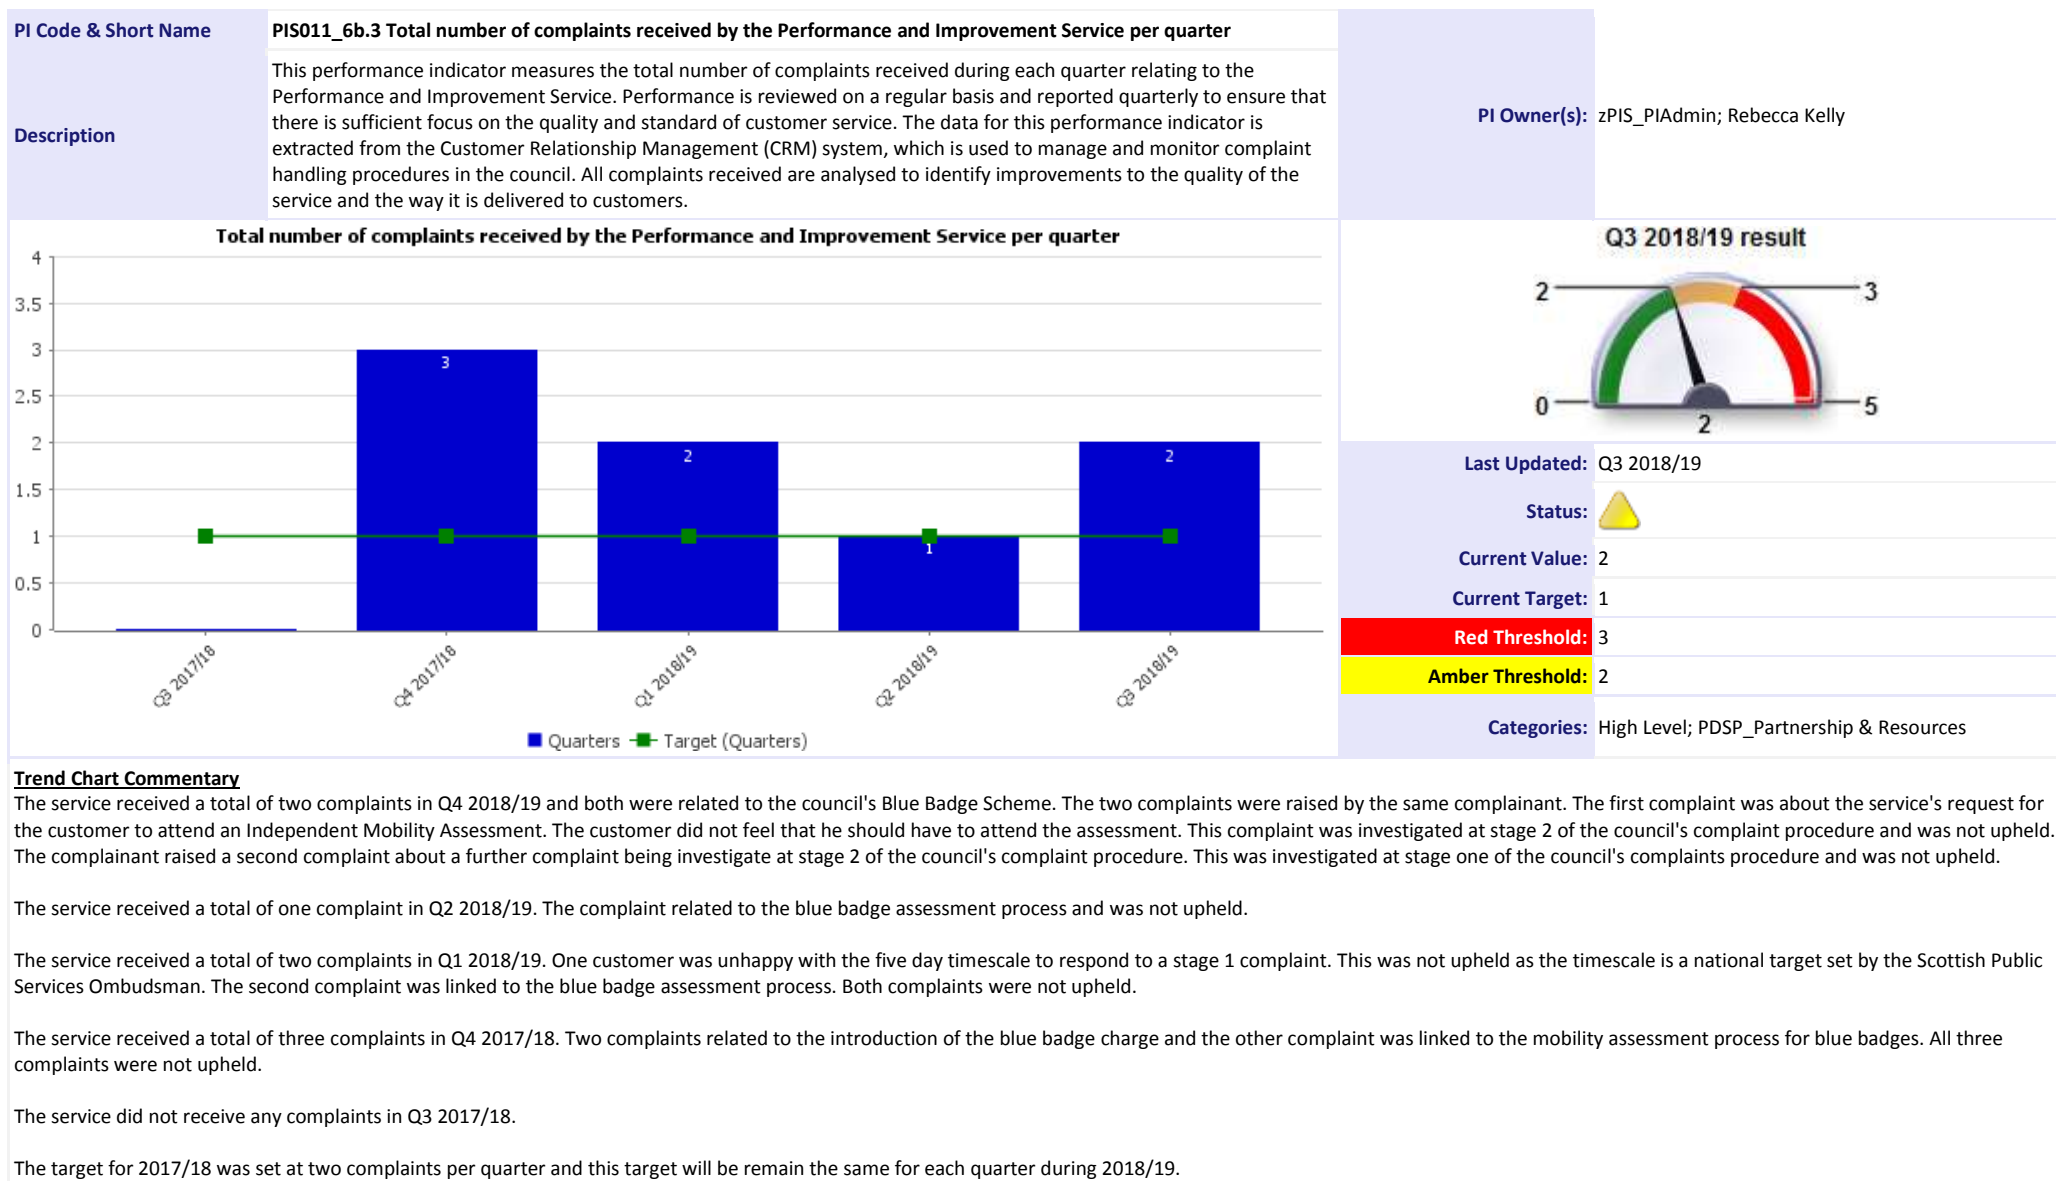 PI Code & Short Name
PIS011_6b.3 Total number of complaints received by the Performance and Improvement Service per quarter
Description
This performance indicator measures the total number of complaints received during each quarter relating to the
Performance and Improvement Service. Performance is reviewed on a regular basis and reported quarterly to ensure that
there is sufficient focus on the quality and standard of customer service. The data for this performance indicator is
extracted from the Customer Relationship Management (CRM) system, which is used to manage and monitor complaint
handling procedures in the council. All complaints received are analysed to identify improvements to the quality of the
service and the way it is delivered to customers.
PI Owner(s): zPIS_PIAdmin; Rebecca Kelly
Total number of complaints received by the Performance and Improvement Service per quarter
4
3.5
3
2.5
2
1.5
1
0.5
0
3
2
1
2
Q3 2017/18
Q4 2017/18
Q1 2018/19
Q2 2018/19
Q3 2018/19
Quarters
Target (Quarters)
Q3 2018/19 result
2
3
0
5
2
Last Updated: Q3 2018/19
Status:
Current Value: 2
Current Target: 1
Red Threshold: 3
Amber Threshold: 2
Categories: High Level; PDSP_Partnership & Resources
Trend Chart Commentary
The service received a total of two complaints in Q4 2018/19 and both were related to the council's Blue Badge Scheme. The two complaints were raised by the same complainant. The first complaint was about the service's request for
the customer to attend an Independent Mobility Assessment. The customer did not feel that he should have to attend the assessment. This complaint was investigated at stage 2 of the council's complaint procedure and was not upheld.
The complainant raised a second complaint about a further complaint being investigate at stage 2 of the council's complaint procedure. This was investigated at stage one of the council's complaints procedure and was not upheld.
The service received a total of one complaint in Q2 2018/19. The complaint related to the blue badge assessment process and was not upheld.
The service received a total of two complaints in Q1 2018/19. One customer was unhappy with the five day timescale to respond to a stage 1 complaint. This was not upheld as the timescale is a national target set by the Scottish Public
Services Ombudsman. The second complaint was linked to the blue badge assessment process. Both complaints were not upheld.
The service received a total of three complaints in Q4 2017/18. Two complaints related to the introduction of the blue badge charge and the other complaint was linked to the mobility assessment process for blue badges. All three
complaints were not upheld.
The service did not receive any complaints in Q3 2017/18.
The target for 2017/18 was set at two complaints per quarter and this target will be remain the same for each quarter during 2018/19.